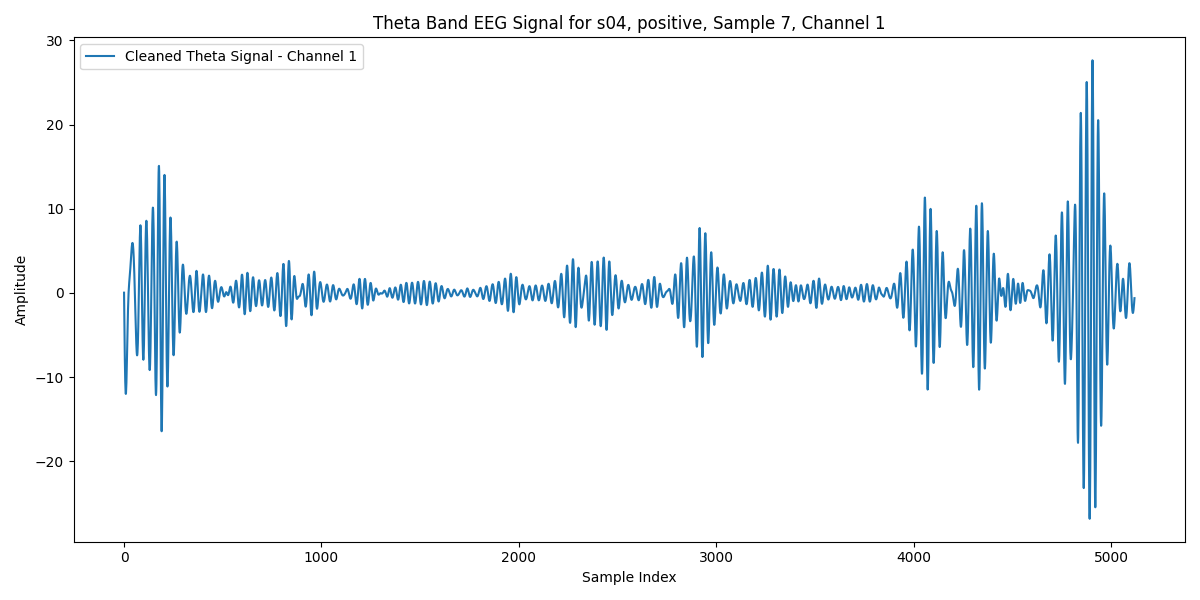 Theta Band EEG Signal for s04, positive, Sample 7, Channel 1
Cleaned Theta Signal - Channel 1
30
20
10
0
−10
−20
Amplitude
0 1000 2000 3000 4000 5000
Sample Index